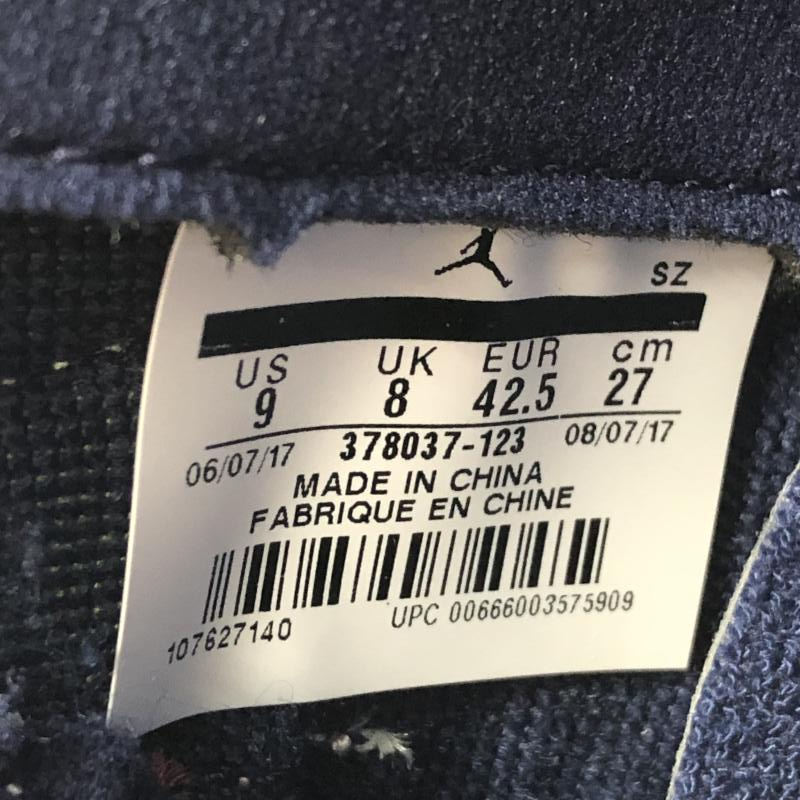 SZ
US UK EUR cm
9 8 42.5 27
06/07/17 378037-123 08/07/17
MADE IN CHINA
FABRIQUE EN CHINE
107627140 UPC 00666003575909